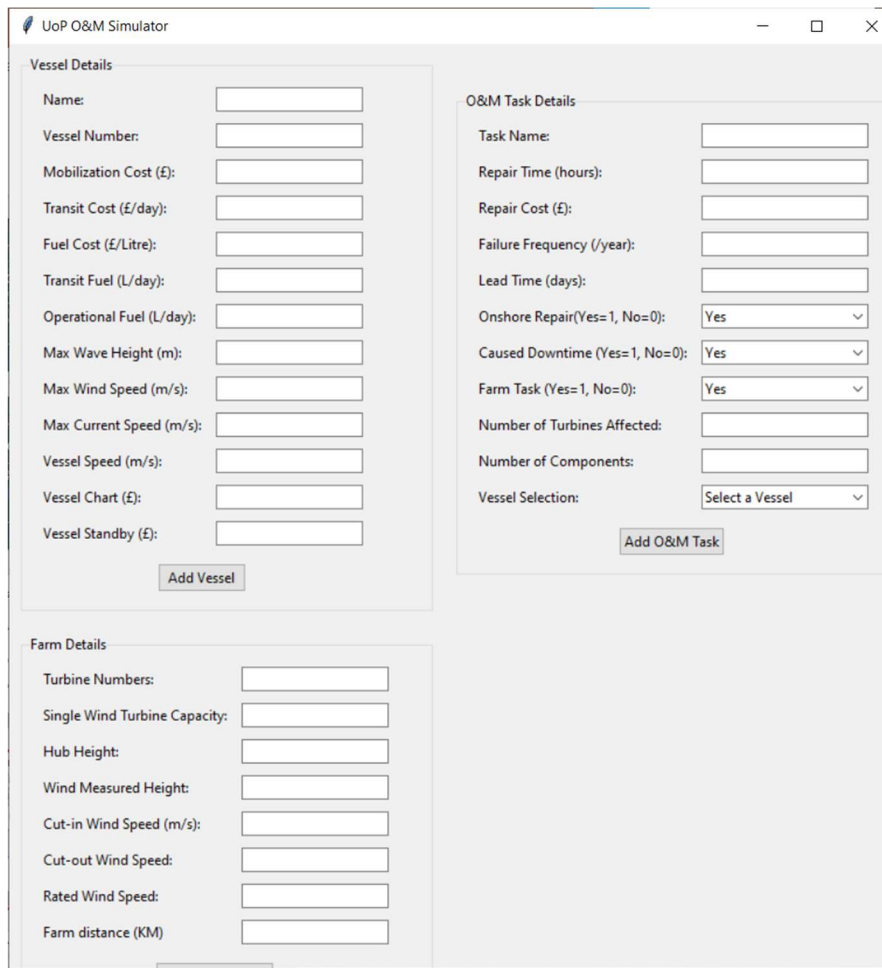 UoP O&M Simulator
Vessel Details
Name:
Vessel Number:
Mobilization Cost (£):
Transit Cost (£/day):
Fuel Cost (£/Litre):
Transit Fuel (L/day):
Operational Fuel (L/day):
Max Wave Height (m):
Max Wind Speed (m/s):
Max Current Speed (m/s):
Vessel Speed (m/s):
Vessel Chart (£):
Vessel Standby (£):
Add Vessel
O&M Task Details
Task Name:
Repair Time (hours):
Repair Cost (£):
Failure Frequency (/year):
Lead Time (days):
Onshore Repair(Yes=1, No=0): Yes
Caused Downtime (Yes=1, No=0): Yes
Farm Task (Yes=1, No=0): Yes
Number of Turbines Affected:
Number of Components:
Vessel Selection: Select a Vessel
Add O&M Task
Farm Details
Turbine Numbers:
Single Wind Turbine Capacity:
Hub Height:
Wind Measured Height:
Cut-in Wind Speed (m/s):
Cut-out Wind Speed:
Rated Wind Speed:
Farm distance (KM)